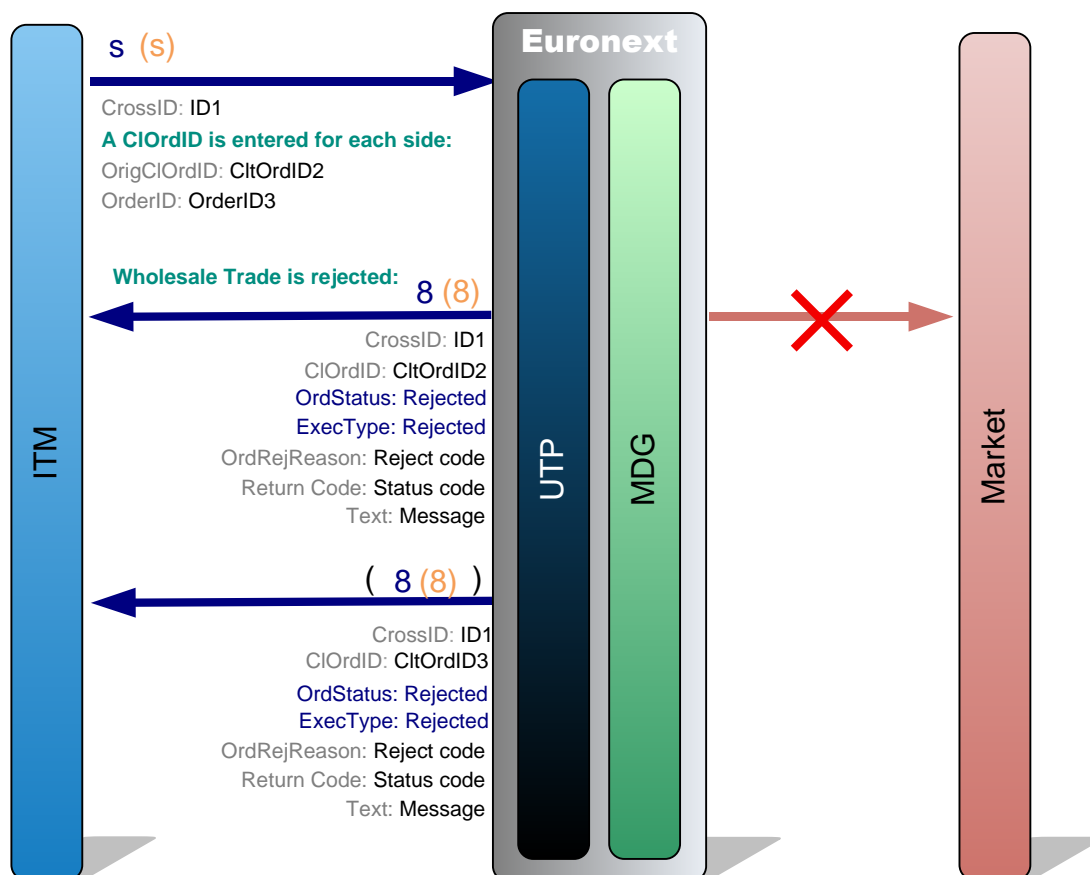 Euronext
s (s)
CrossID: ID1
A ClOrdID is entered for each side:
OrigClOrdID: CltOrdID2
OrderID: OrderID3
Wholesale Trade is rejected:
8 (8)
CrossID: ID1
ClOrdID: CltOrdID2
OrdStatus: Rejected
ExecType: Rejected
OrdRejReason: Reject code
Return Code: Status code
Text: Message
( 8 (8) )
CrossID: ID1
ClOrdID: CltOrdID3
OrdStatus: Rejected
ExecType: Rejected
OrdRejReason: Reject code
Return Code: Status code
Text: Message
ITM
UTP
MDG
Market